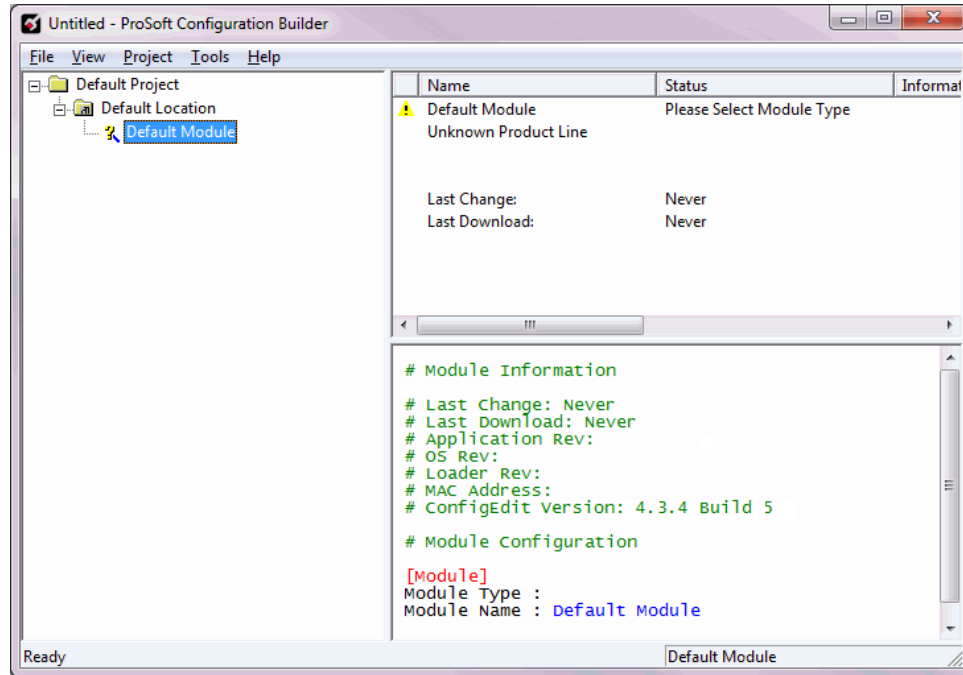 Untitled - ProSoft Configuration Builder
File View Project Tools Help
Default Project
Default Location
Default Module
Name Status Informat
Default Module Please Select Module Type
Unknown Product Line
Last Change: Never
Last Download: Never
# Module Information
# Last Change: Never
# Last Download: Never
# Application Rev:
# OS Rev:
# Loader Rev:
# MAC Address:
# ConfigEdit Version: 4.3.4 Build 5
# Module Configuration
[Module]
Module Type :
Module Name : Default Module
Ready Default Module